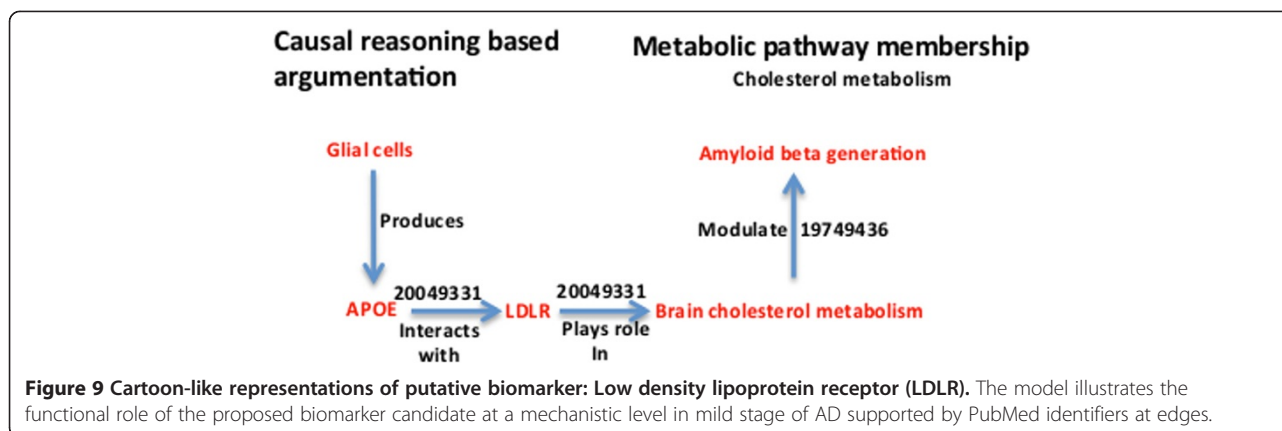 Causal reasoning based
argumentation
Metabolic pathway membership
Cholesterol metabolism
Glial cells
Produces
APOE
20049331
Interacts
with
LDLR
20049331
Plays role
In
Brain cholesterol metabolism
Modulate 19749436
Amyloid beta generation
Figure 9 Cartoon-like representations of putative biomarker: Low density lipoprotein receptor (LDLR). The model illustrates the
functional role of the proposed biomarker candidate at a mechanistic level in mild stage of AD supported by PubMed identifiers at edges.